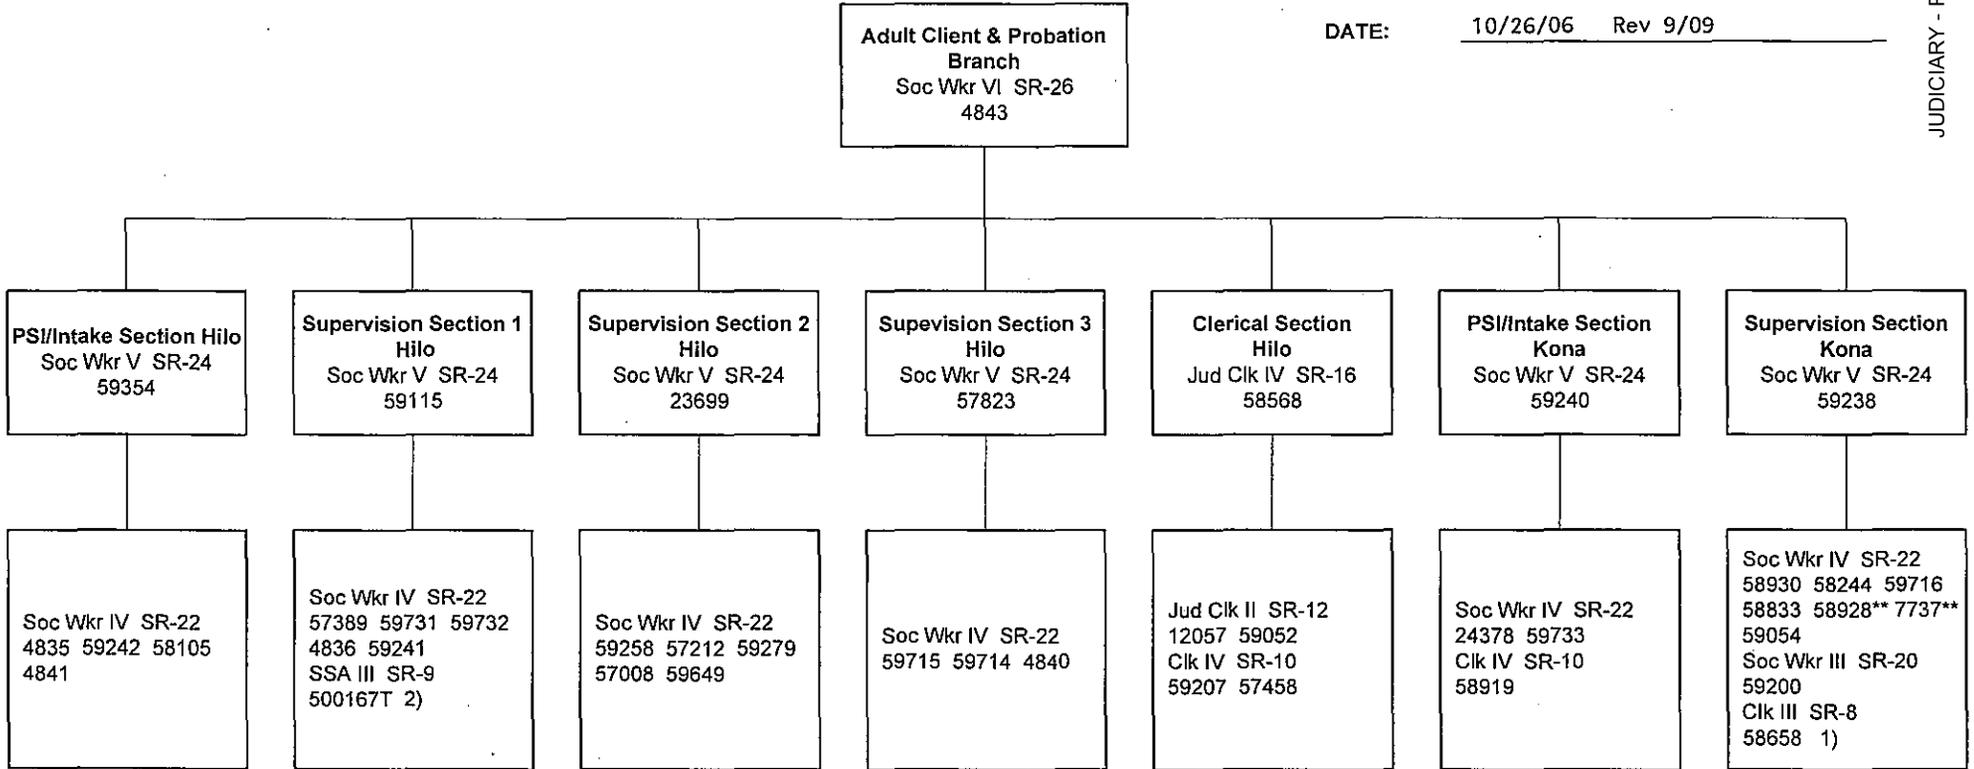 Adult Client & Probation
Branch
Soc Wkr VI SR-26
4843
DATE: 10/26/06 Rev 9/09
JUDICIARY -
PSI/Intake Section Hilo
Soc Wkr V SR-24
59354
Supervision Section 1
Hilo
Soc Wkr V SR-24
59115
Supervision Section 2
Hilo
Soc Wkr V SR-24
23699
Supevision Section 3
Hilo
Soc Wkr V SR-24
57823
Clerical Section
Hilo
Jud Clk IV SR-16
58568
PSI/Intake Section
Kona
Soc Wkr V SR-24
59240
Supervision Section
Kona
Soc Wkr V SR-24
59238
Soc Wkr IV SR-22
4835 59242 58105
4841
Soc Wkr IV SR-22
57389 59731 59732
4836 59241
SSA III SR-9
500167T 2)
Soc Wkr IV SR-22
59258 57212 59279
57008 59649
Soc Wkr IV SR-22
59715 59714 4840
Jud Clk II SR-12
12057 59052
Clk IV SR-10
59207 57458
Soc Wkr IV SR-22
24378 59733
Clk IV SR-10
58919
Soc Wkr IV SR-22
58930 58244 59716
58833 58928** 7737**
59054
Soc Wkr III SR-20
59200
Clk III SR-8
58658 1)